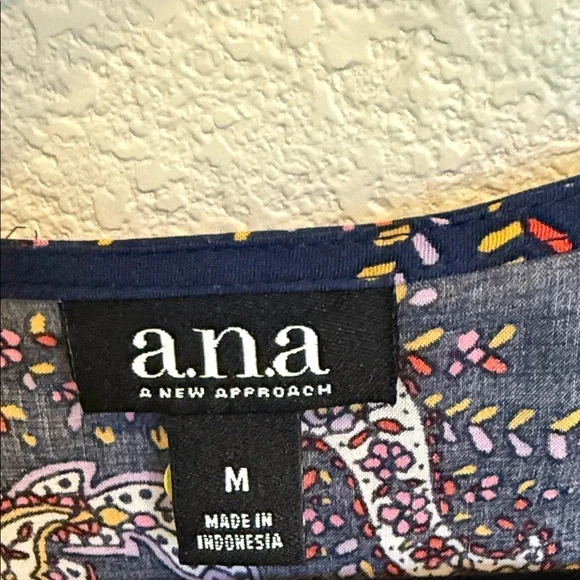 a.n.a
A NEW APPROACH
M
MADE IN
INDONESIA